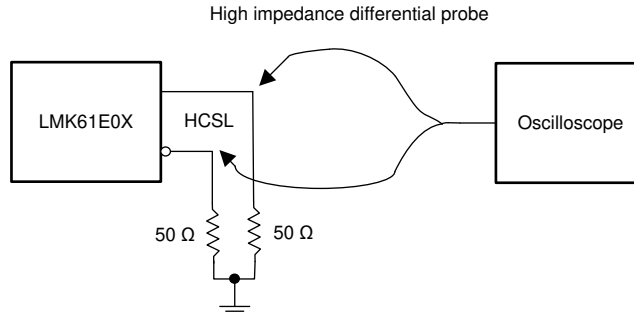 High impedance differential probe
LMK61E0X
HCSL
Oscilloscope
50 Ω
50 Ω